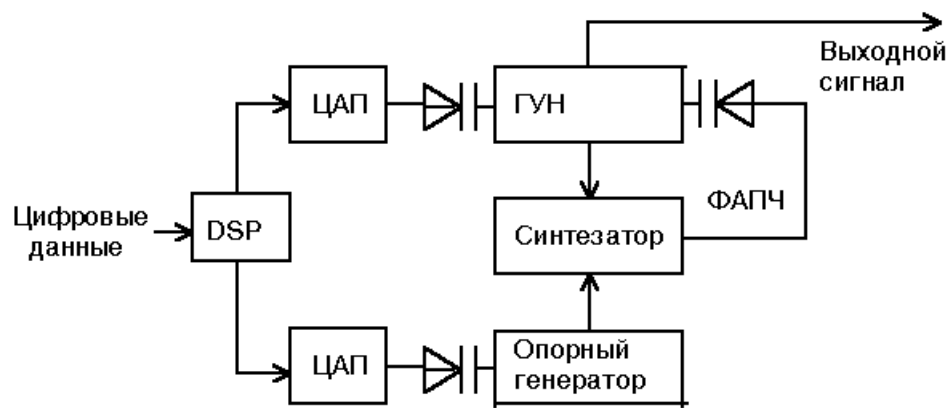 Выходной
сигнал
ЦАП
ГУН
ФАПЧ
Цифровые
данные
DSP
Синтезатор
ЦАП
Опорный
генератор